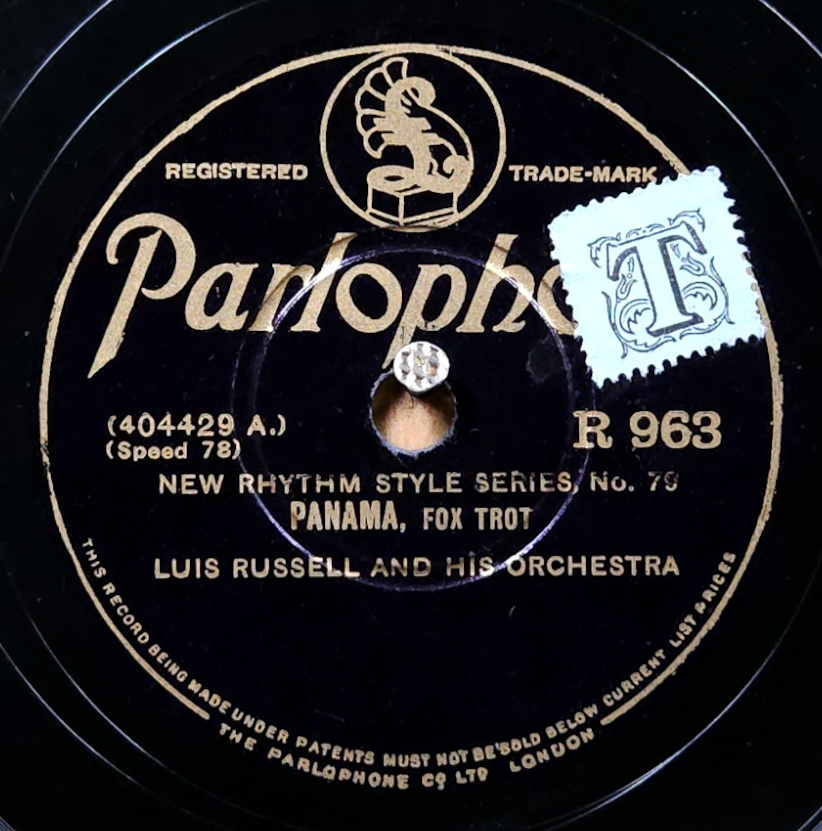 REGISTERED TRADE-MARK
Parlopho
T
(404429 A.)
R 963
(Speed 78)
NEW RHYTHM STYLE SERIES, No. 79
PANAMA, FOX TROT
LUIS RUSSELL AND HIS ORCHESTRA
THIS RECORD BEING MADE UNDER PATENTS MUST NOT BE SOLD BELOW CURRENT LIST PRICES
THE PARLOPHONE CO LTD LONDON